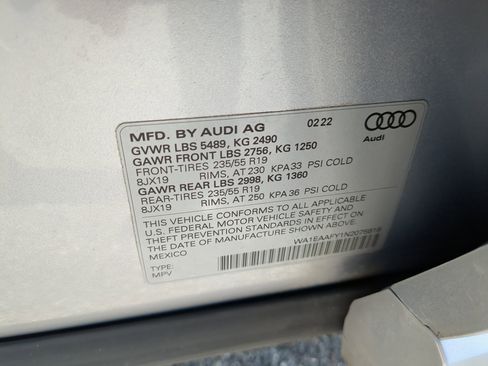 MFD. BY AUDI AG 02 22
GVWR LBS 5489, KG 2490
GAWR FRONT LBS 2756, KG 1250
FRONT-TIRES 235/55 R19
8JX19 RIMS, AT 230 KPA 33 PSI COLD
GAWR REAR LBS 2998, KG 1360
REAR-TIRES 235/55 R19
8JX19 RIMS, AT 250 KPA 36 PSI COLD
THIS VEHICLE CONFORMS TO ALL APPLICABLE
U.S. FEDERAL MOTOR VEHICLE SAFETY AND
THEFT PREVENTION STANDARDS IN EFFECT ON
THE DATE OF MANUFACTURE SHOWN ABOVE.
MEXICO
TYPE:
MPV
Audi